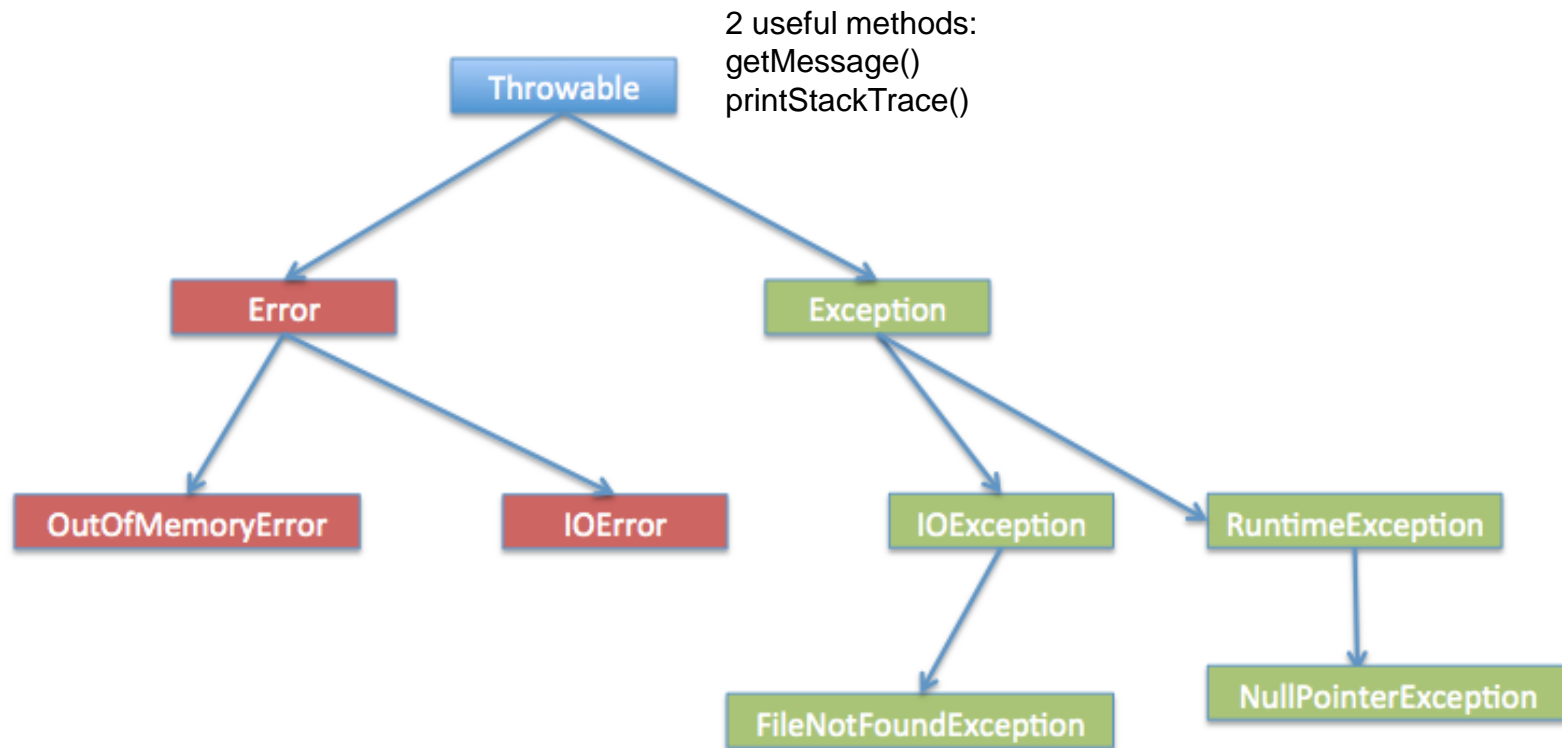 2 useful methods:
getMessage()
printStackTrace()
Throwable
Error
Exception
OutOfMemoryError
IOError
IOException
RuntimeException
FileNotFoundException
NullPointerException